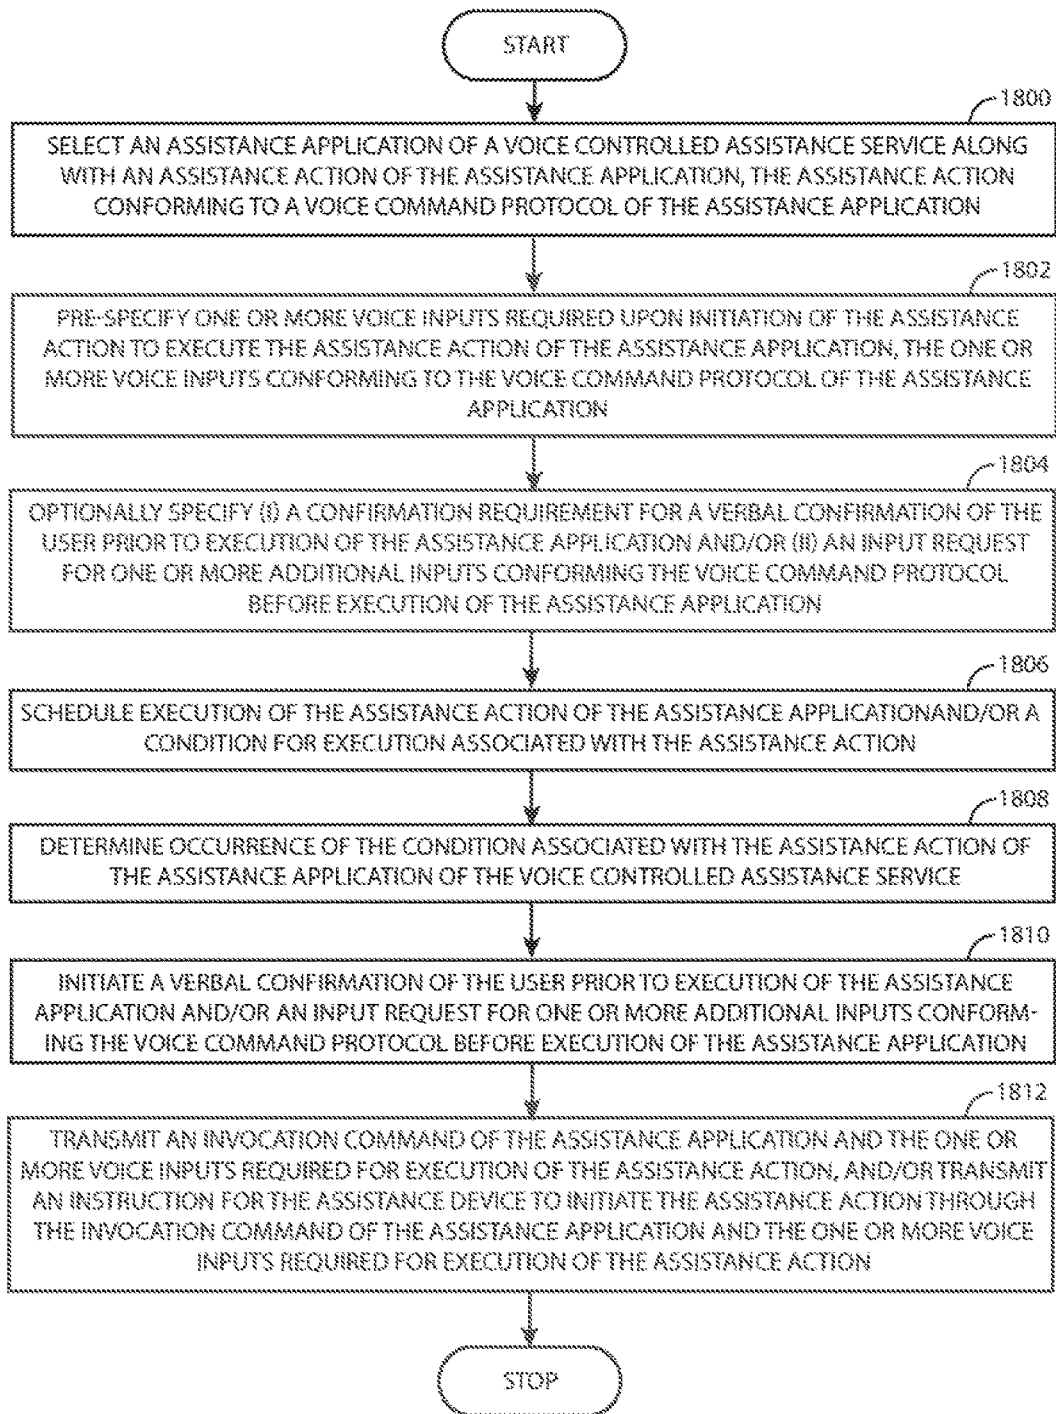 START
1800
SELECT AN ASSISTANCE APPLICATION OF A VOICE CONTROLLED ASSISTANCE SERVICE ALONG
WITH AN ASSISTANCE ACTION OF THE ASSISTANCE APPLICATION, THE ASSISTANCE ACTION
CONFORMING TO A VOICE COMMAND PROTOCOL OF THE ASSISTANCE APPLICATION
1802
PRE-SPECIFY ONE OR MORE VOICE INPUTS REQUIRED UPON INITIATION OF THE ASSISTANCE
ACTION TO EXECUTE THE ASSISTANCE ACTION OF THE ASSISTANCE APPLICATION, THE ONE OR
MORE VOICE INPUTS CONFORMING TO THE VOICE COMMAND PROTOCOL OF THE ASSISTANCE
APPLICATION
1804
OPTIONALLY SPECIFY (I) A CONFIRMATION REQUIREMENT FOR A VERBAL CONFIRMATION OF THE
USER PRIOR TO EXECUTION OF THE ASSISTANCE APPLICATION AND/OR (II) AN INPUT REQUEST
FOR ONE OR MORE ADDITIONAL INPUTS CONFORMING THE VOICE COMMAND PROTOCOL
BEFORE EXECUTION OF THE ASSISTANCE APPLICATION
1806
SCHEDULE EXECUTION OF THE ASSISTANCE ACTION OF THE ASSISTANCE APPLICATIONAND/OR A
CONDITION FOR EXECUTION ASSOCIATED WITH THE ASSISTANCE ACTION
1808
DETERMINE OCCURRENCE OF THE CONDITION ASSOCIATED WITH THE ASSISTANCE ACTION OF
THE ASSISTANCE APPLICATION OF THE VOICE CONTROLLED ASSISTANCE SERVICE
1810
INITIATE A VERBAL CONFIRMATION OF THE USER PRIOR TO EXECUTION OF THE ASSISTANCE
APPLICATION AND/OR AN INPUT REQUEST FOR ONE OR MORE ADDITIONAL INPUTS CONFORM-
ING THE VOICE COMMAND PROTOCOL BEFORE EXECUTION OF THE ASSISTANCE APPLICATION
1812
TRANSMIT AN INVOCATION COMMAND OF THE ASSISTANCE APPLICATION AND THE ONE OR
MORE VOICE INPUTS REQUIRED FOR EXECUTION OF THE ASSISTANCE ACTION, AND/OR TRANSMIT
AN INSTRUCTION FOR THE ASSISTANCE DEVICE TO INITIATE THE ASSISTANCE ACTION THROUGH
THE INVOCATION COMMAND OF THE ASSISTANCE APPLICATION AND THE ONE OR MORE VOICE
INPUTS REQUIRED FOR EXECUTION OF THE ASSISTANCE ACTION
STOP